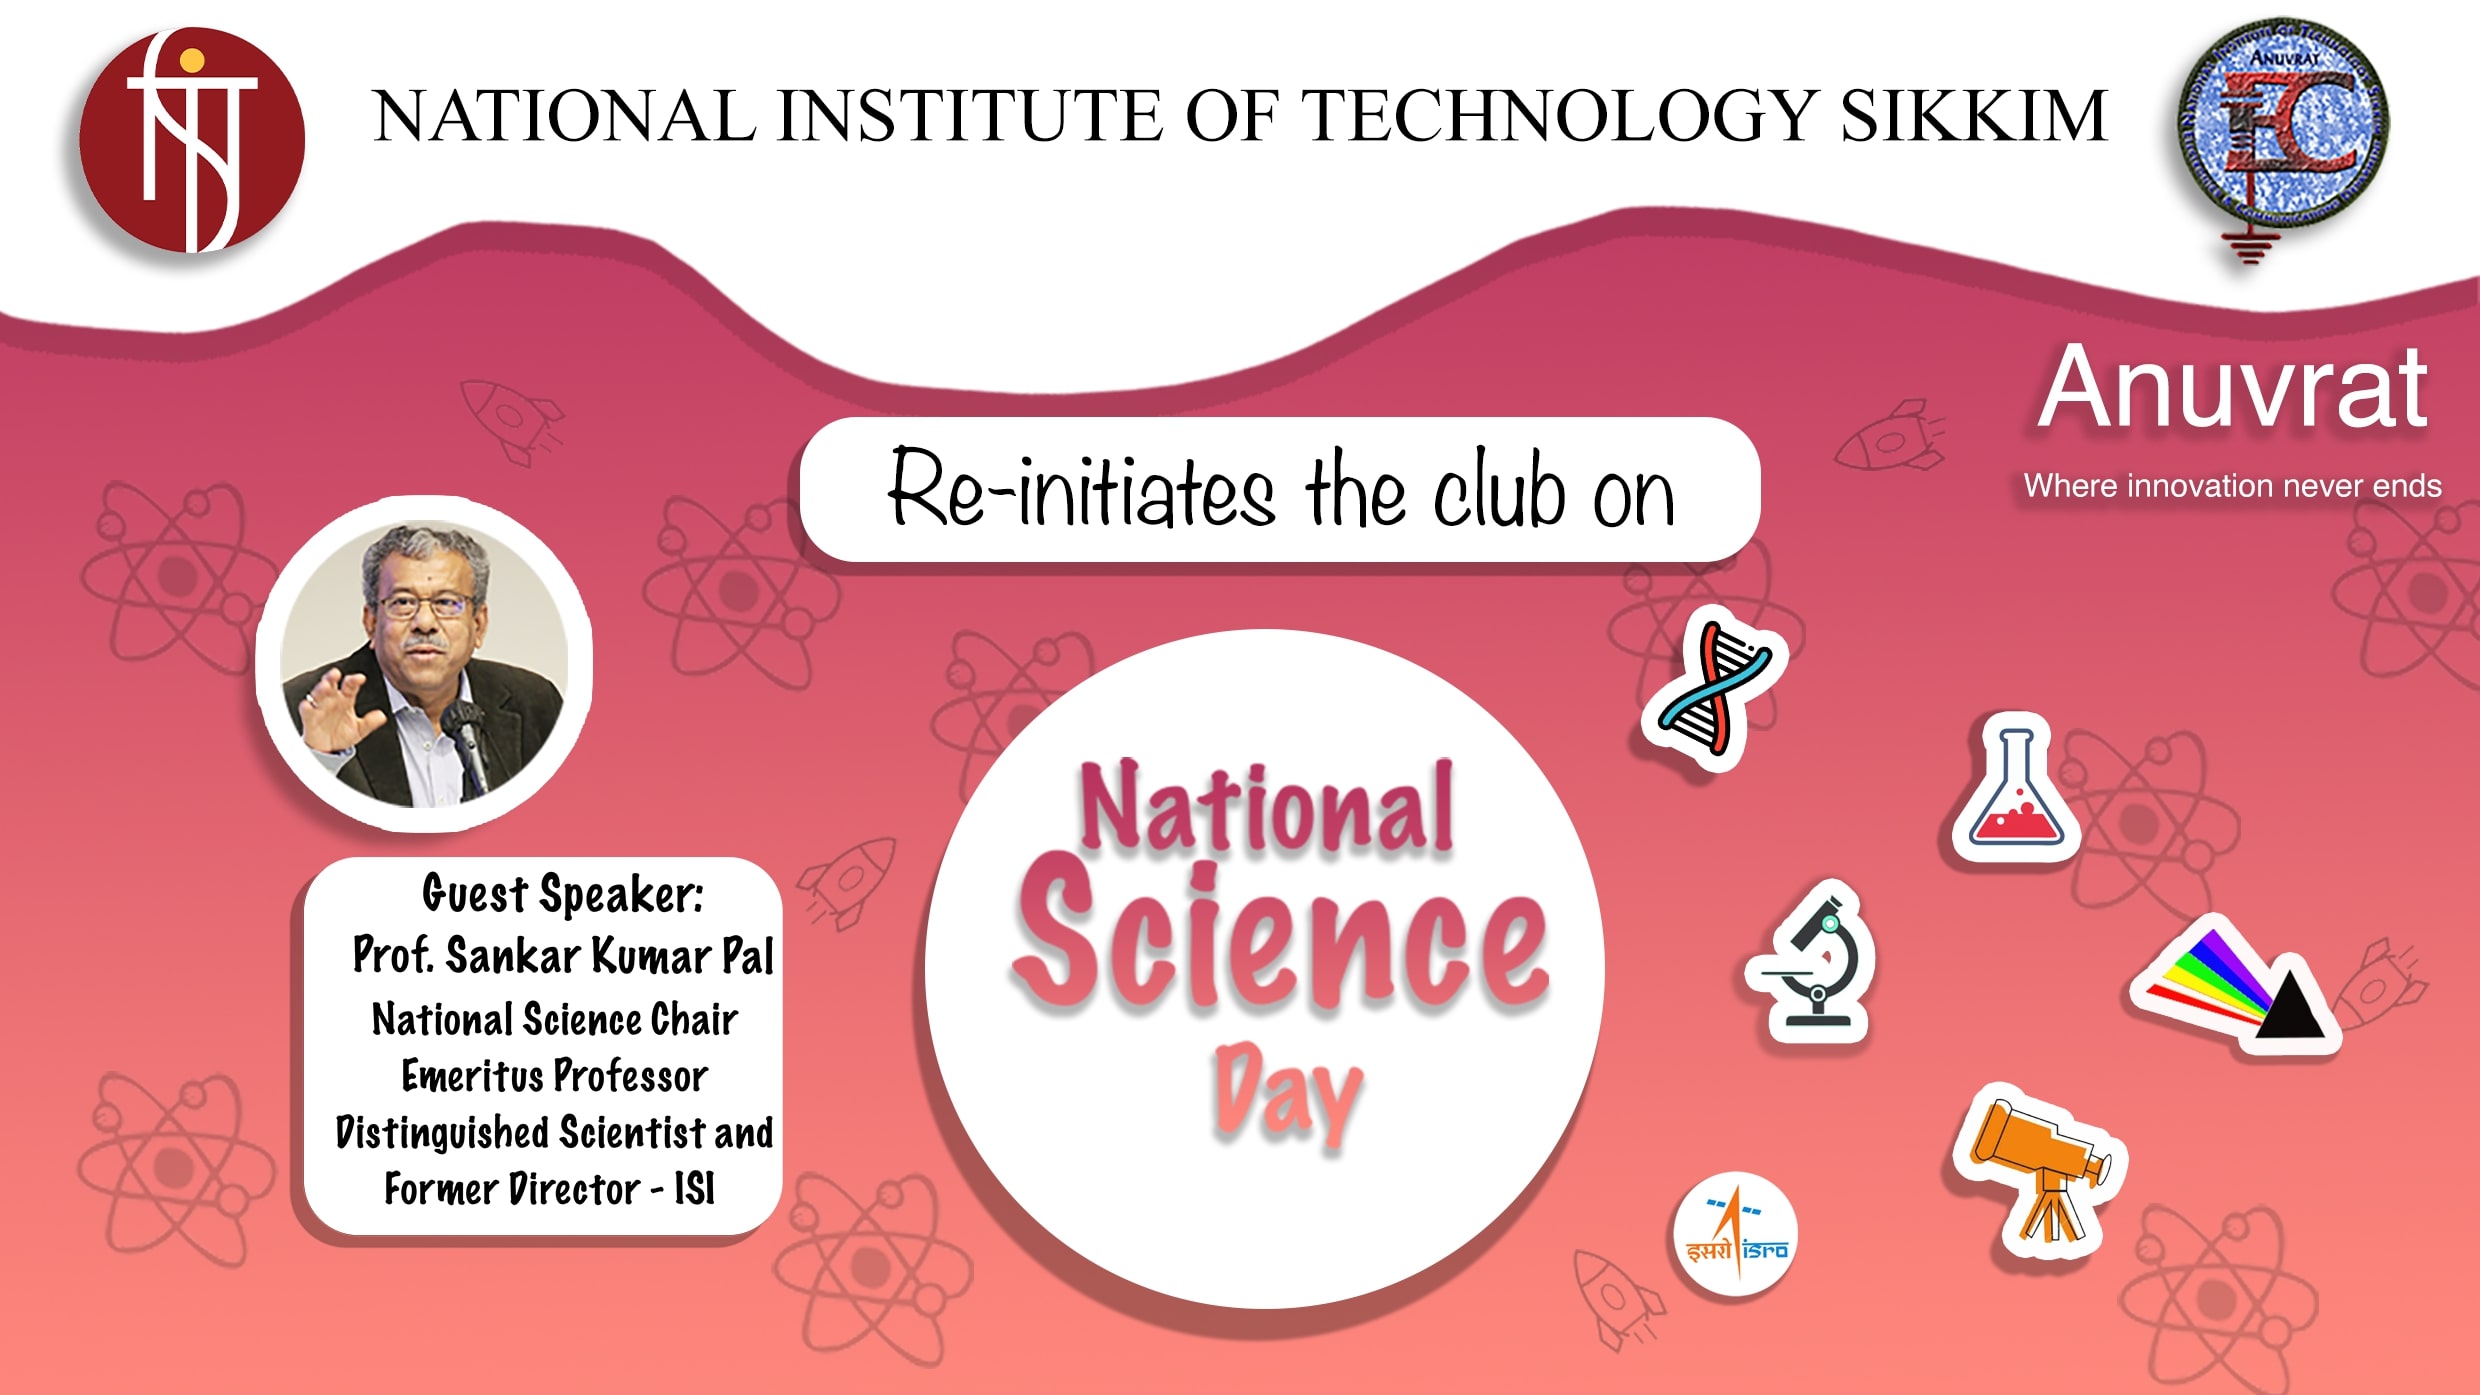 NATIONAL INSTITUTE OF TECHNOLOGY SIKKIM
ANUVRAT
EC
Anuvrat
Where innovation never ends
Re-initiates the club on
National
Science
Day
Guest Speaker:
Prof. Sankar Kumar Pal
National Science Chair
Emeritus Professor
Distinguished Scientist and
Former Director - ISI
इसरो isro